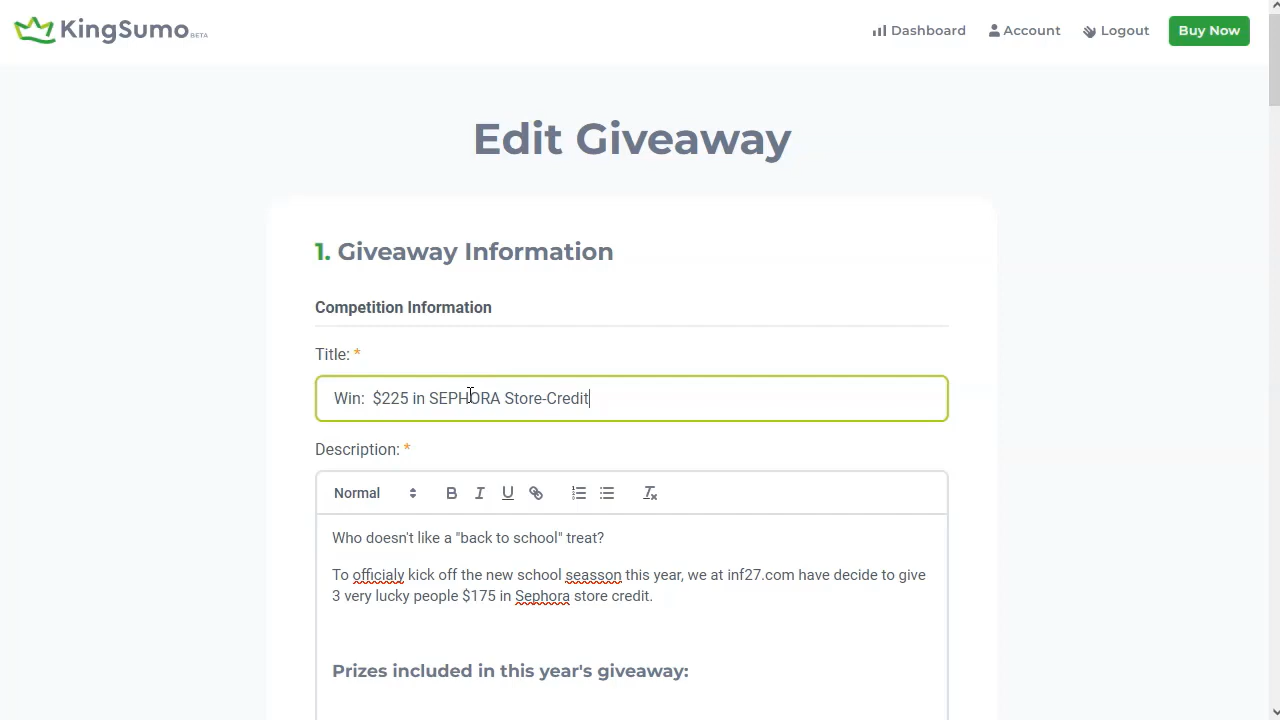 KingSumo BETA
Dashboard
Account
Logout
Buy Now
Edit Giveaway
1. Giveaway Information
Competition Information
Title: *
Win:  $225 in SEPHORA Store-Credit
Description: *
Normal
B I U
Who doesn't like a "back to school" treat?
To officialy kick off the new school seasson this year, we at inf27.com have decide to give
3 very lucky people $175 in Sephora store credit.
Prizes included in this year's giveaway: